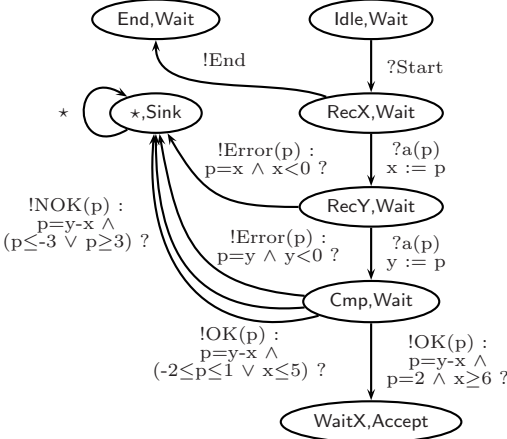 End,Wait
Idle,Wait
!End
?Start
⋆
⋆,Sink
RecX,Wait
!Error(p) :
p=x ∧ x<0 ?
?a(p)
x := p
RecY,Wait
!NOK(p) :
p=y-x ∧
(p≤-3 ∨ p≥3) ?
!Error(p) :
p=y ∧ y<0 ?
?a(p)
y := p
Cmp,Wait
!OK(p) :
p=y-x ∧
(-2≤p≤1 ∨ x≤5) ?
!OK(p) :
p=y-x ∧
p=2 ∧ x≥6 ?
WaitX,Accept